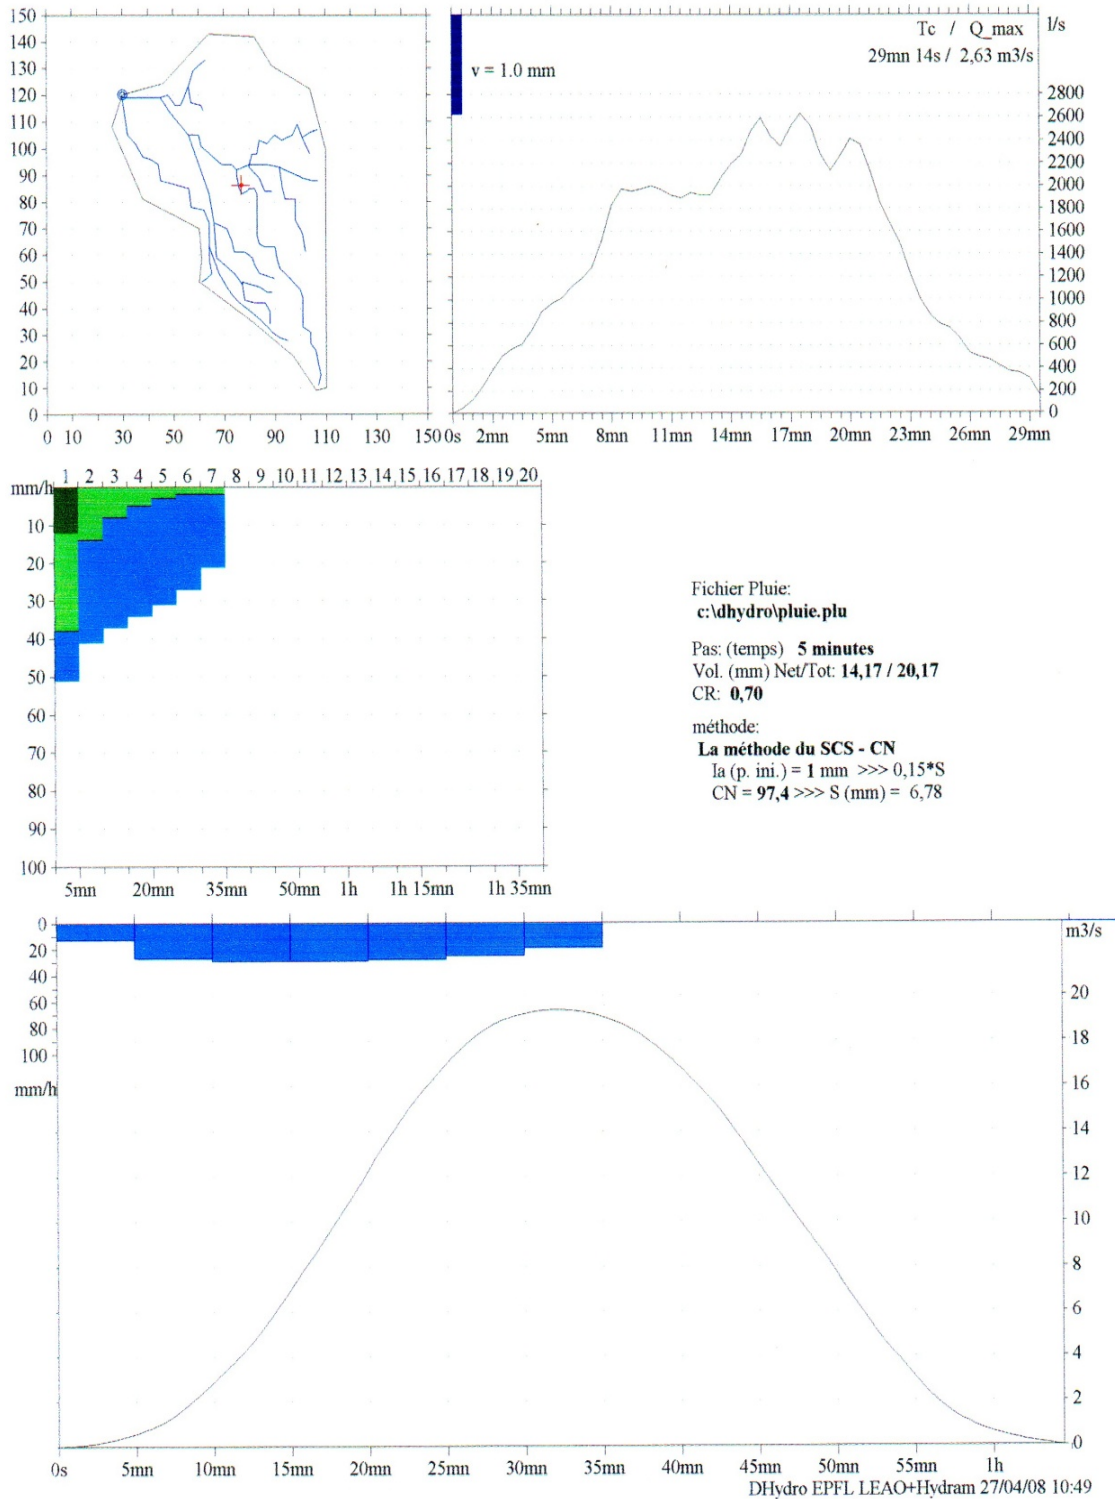 150
140
130
120
110
100
90
80
70
60
50
40
30
20
10
0
0 10 30 50 70 90 110 130 150
Tc / Q_max
29mn 14s / 2,63 m3/s
v = 1.0 mm
l/s
2800
2600
2400
2200
2000
1800
1600
1400
1200
1000
800
600
400
200
0
0s 2mn 5mn 8mn 11mn 14mn 17mn 20mn 23mn 26mn 29mn
1 2 3 4 5 6 7 8 9 10 11 12 13 14 15 16 17 18 19 20
mm/h
10
20
30
40
50
60
70
80
90
100
5mn 20mn 35mn 50mn 1h 1h 15mn 1h 35mn
Fichier Pluie:
c:\dhydro\pluie.plu
Pas: (temps) 5 minutes
Vol. (mm) Net/Tot: 14,17 / 20,17
CR: 0,70
méthode:
La méthode du SCS - CN
Ia (p. ini.) = 1 mm >>> 0,15*S
CN = 97,4 >>> S (mm) = 6,78
0
20
40
60
80
100
mm/h
m3/s
20
18
16
14
12
10
8
6
4
2
0
0s 5mn 10mn 15mn 20mn 25mn 30mn 35mn 40mn 45mn 50mn 55mn 1h
DHydro EPFL LEAO+Hydram 27/04/08 10:49